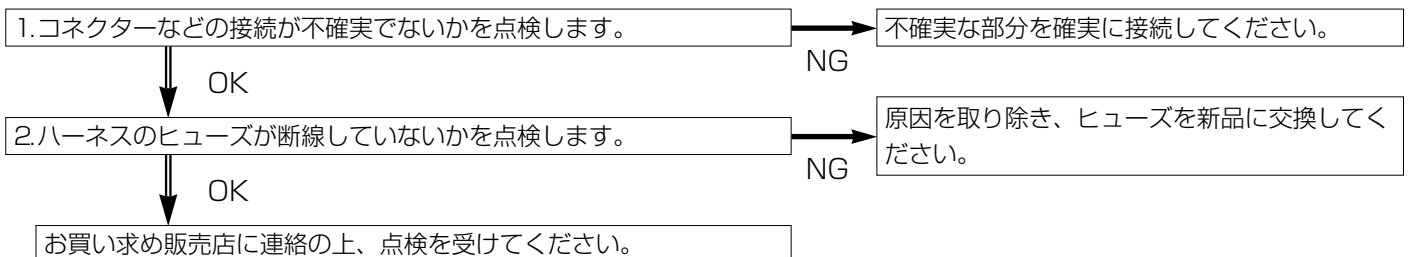 1.コネクターなどの接続が不確実でないかを点検します。
NG
不確実な部分を確実に接続してください。
OK
2.ハーネスのヒューズが断線していないかを点検します。
NG
原因を取り除き、ヒューズを新品に交換してく
ださい。
OK
お買い求め販売店に連絡の上、点検を受けてください。